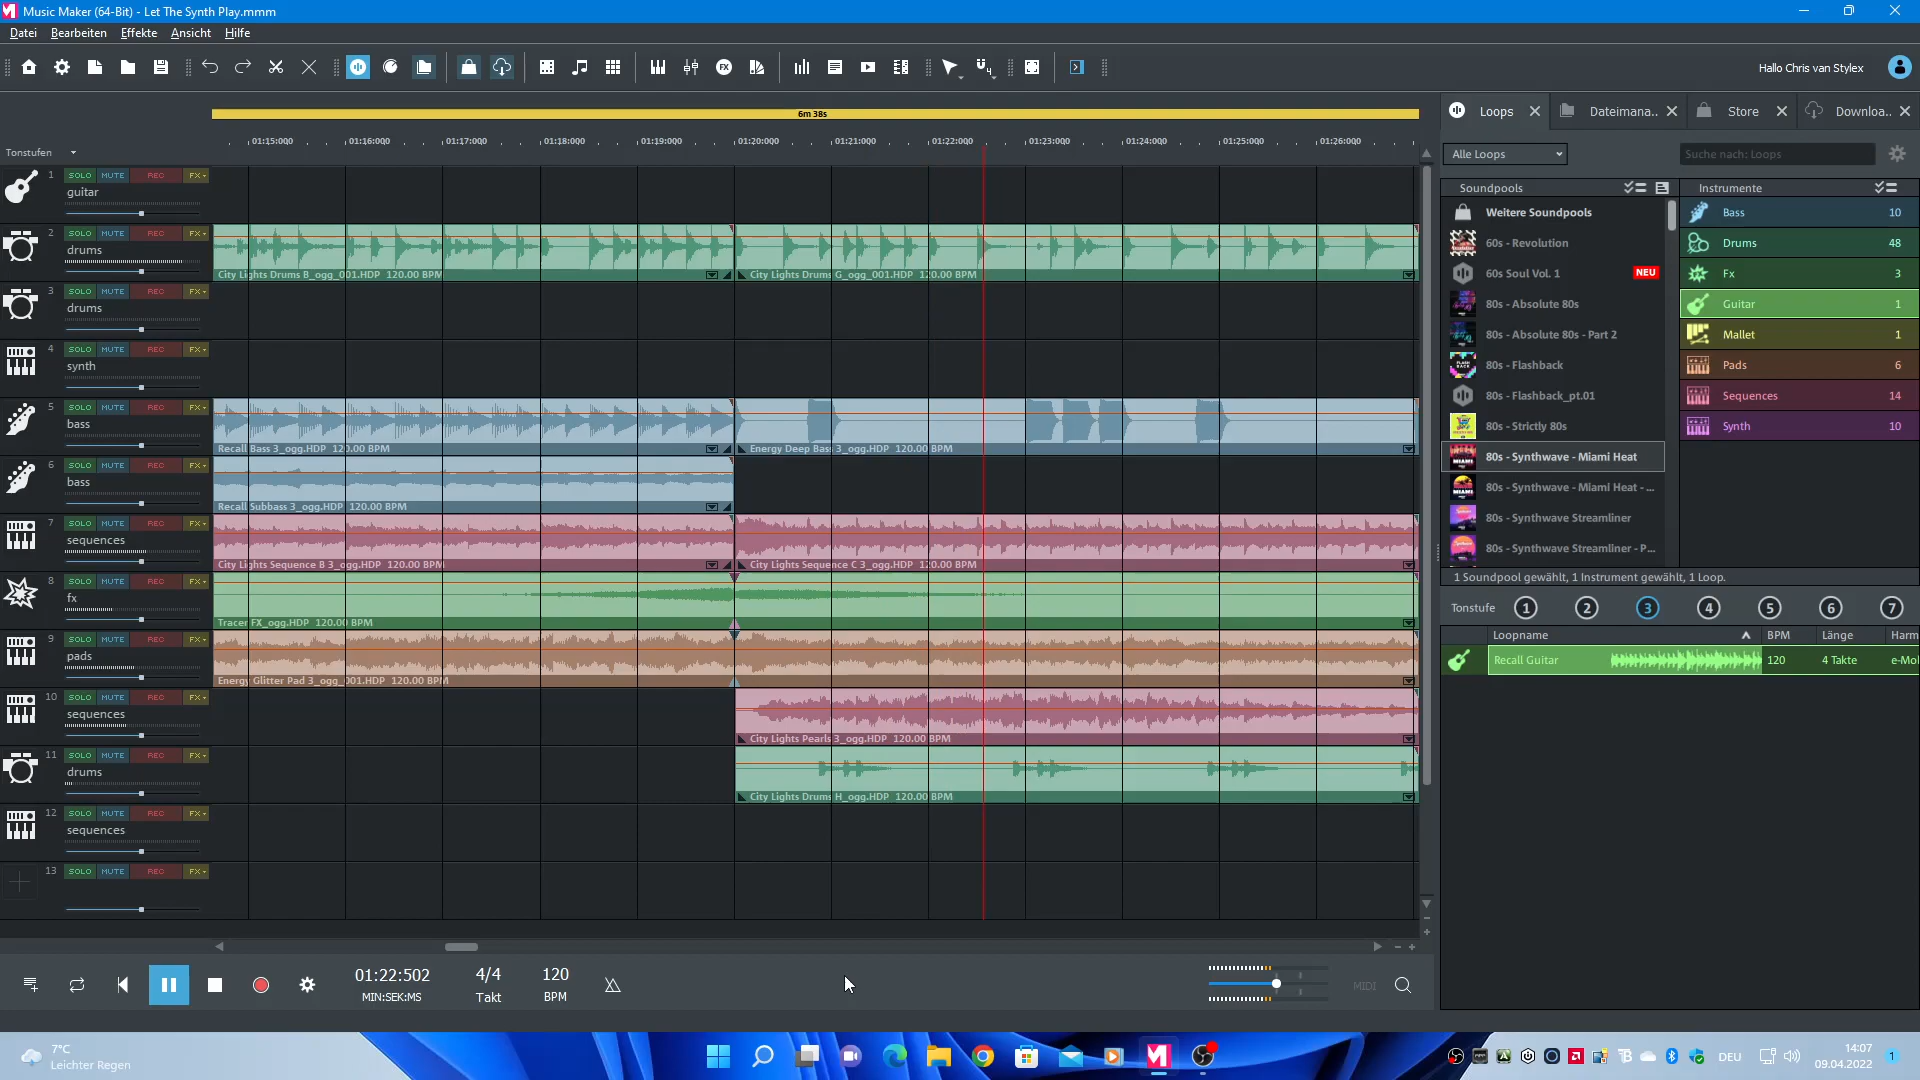 Music Maker (64-Bit) - Let The Synth Play.mmm
Datei Bearbeiten Effekte Ansicht Hilfe
Hallo Chris van Stylex
6m 38s
01:15:000 01:16:000 01:17:000 01:18:000 01:19:000 01:20:000 01:21:000 01:22:000 01:23:000 01:24:000 01:25:000 01:26:000
Tonstufen
1 SOLO MUTE REC FX
guitar
2 SOLO MUTE REC FX
drums
City Lights Drums B_ogg_001.HDP 120.00 BPM
City Lights Drums G_ogg_001.HDP 120.00 BPM
3 SOLO MUTE REC FX
drums
4 SOLO MUTE REC FX
synth
5 SOLO MUTE REC FX
bass
Recall Bass 3_ogg.HDP 120.00 BPM
Energy Deep Bass 3_ogg.HDP 120.00 BPM
6 SOLO MUTE REC FX
bass
Recall Subbass 3_ogg.HDP 120.00 BPM
7 SOLO MUTE REC FX
sequences
City Lights Sequence B 3_ogg.HDP 120.00 BPM
City Lights Sequence C 3_ogg.HDP 120.00 BPM
8 SOLO MUTE REC FX
fx
Tracer FX_ogg.HDP 120.00 BPM
9 SOLO MUTE REC FX
pads
Energy Glitter Pad 3_ogg_001.HDP 120.00 BPM
10 SOLO MUTE REC FX
sequences
City Lights Pearls 3_ogg.HDP 120.00 BPM
11 SOLO MUTE REC FX
drums
City Lights Drums H_ogg.HDP 120.00 BPM
12 SOLO MUTE REC FX
sequences
13 SOLO MUTE REC FX
01:22:502 4/4 120
MIN:SEK:MS Takt BPM
MIDI
Loops Dateimana.. Store Downloa..
Alle Loops Suche nach: Loops
Soundpools
Weitere Soundpools
60s - Revolution
60s Soul Vol. 1 NEU
80s - Absolute 80s
80s - Absolute 80s - Part 2
80s - Flashback
80s - Flashback_pt.01
80s - Strictly 80s
80s - Synthwave - Miami Heat
80s - Synthwave - Miami Heat - ...
80s - Synthwave Streamliner
80s - Synthwave Streamliner - P...
Instrumente
Bass 10
Drums 48
Fx 3
Guitar 1
Mallet 1
Pads 6
Sequences 14
Synth 10
1 Soundpool gewählt, 1 Instrument gewählt, 1 Loop.
Tonstufe 1 2 3 4 5 6 7
Loopname BPM Länge Harm
Recall Guitar 120 4 Takte e-Mol
7°C
Leichter Regen
DEU
14:07
09.04.2022
1